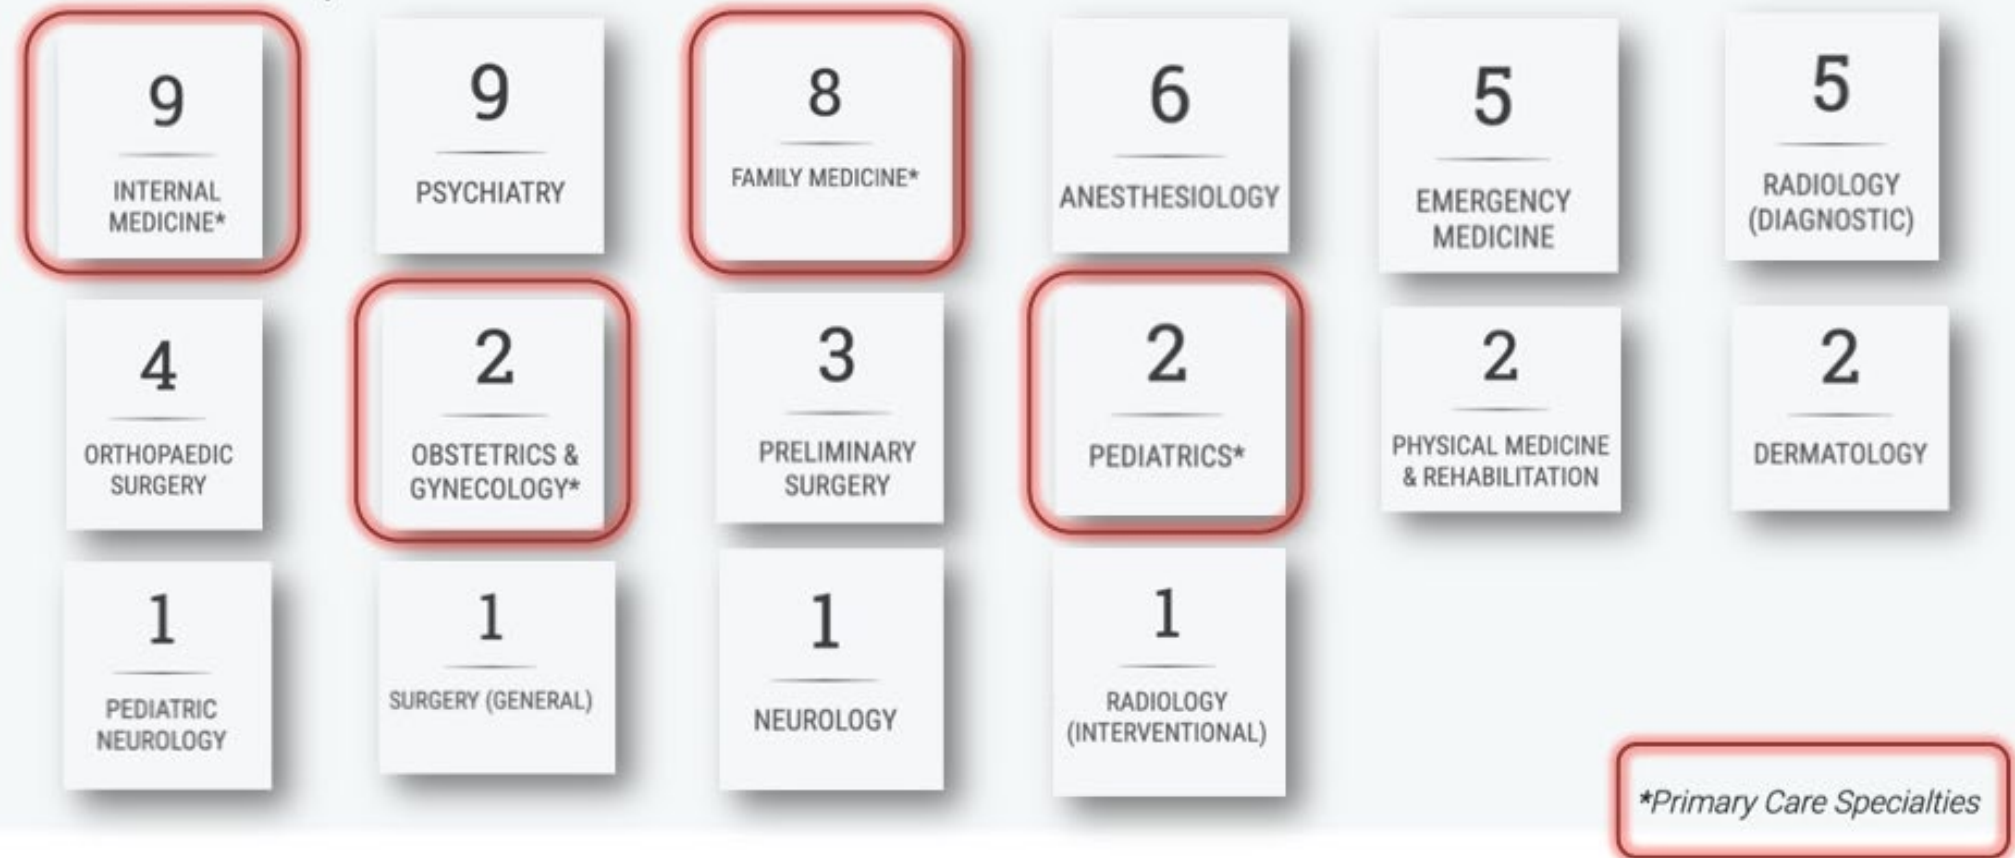 9
INTERNAL
MEDICINE*
9
PSYCHIATRY
8
FAMILY MEDICINE*
6
ANESTHESIOLOGY
5
EMERGENCY
MEDICINE
5
RADIOLOGY
(DIAGNOSTIC)
4
ORTHOPAEDIC
SURGERY
2
OBSTETRICS &
GYNECOLOGY*
3
PRELIMINARY
SURGERY
2
PEDIATRICS*
2
PHYSICAL MEDICINE
& REHABILITATION
2
DERMATOLOGY
1
PEDIATRIC
NEUROLOGY
1
SURGERY (GENERAL)
1
NEUROLOGY
1
RADIOLOGY
(INTERVENTIONAL)
*Primary Care Specialties